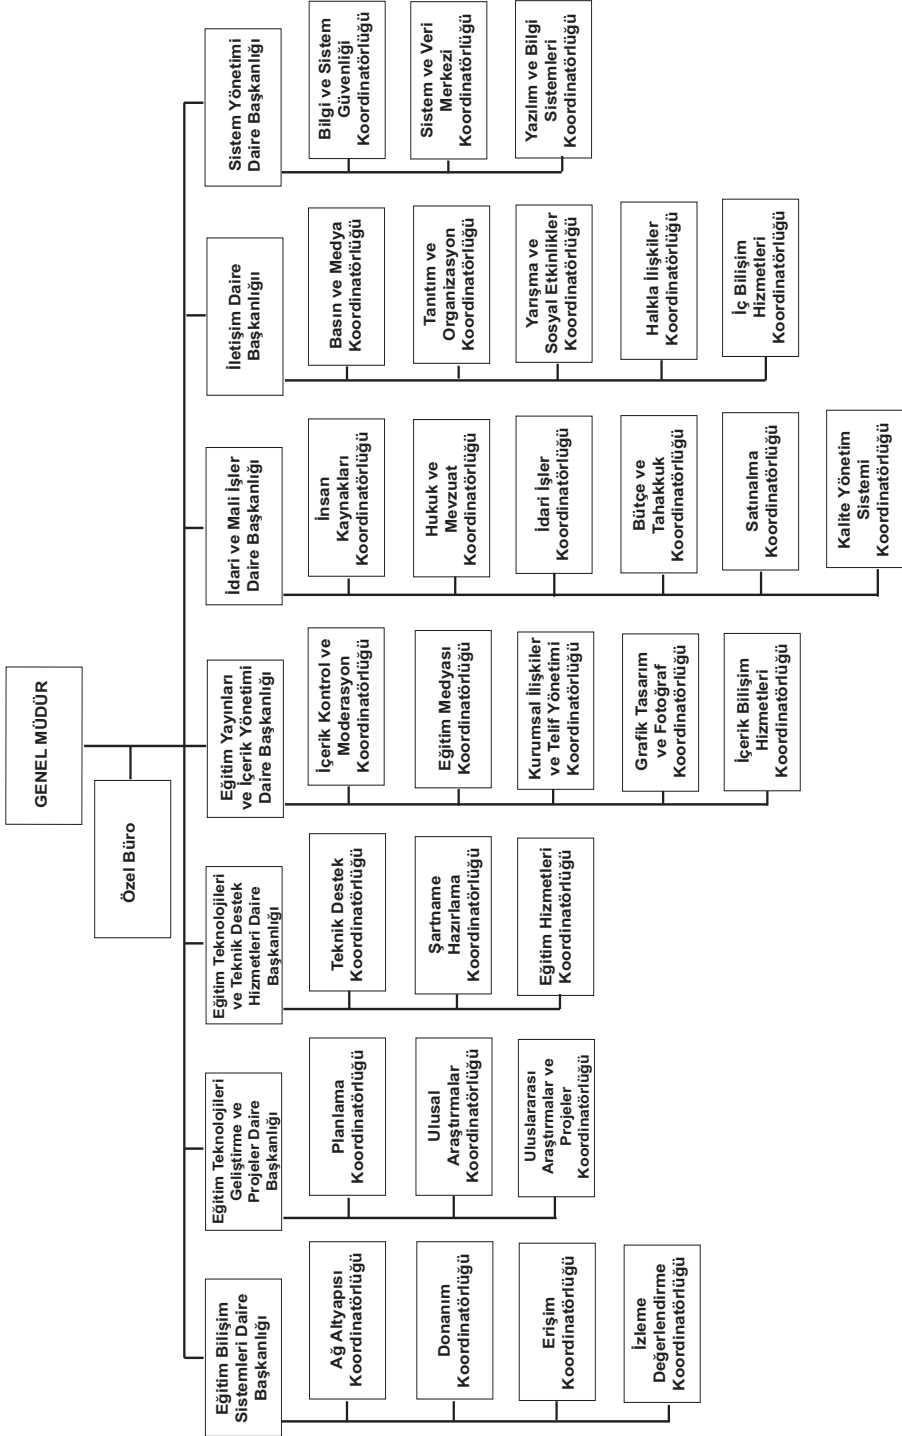 GENEL MÜDÜR
Özel Büro
Eğitim Bilişim
Sistemleri Daire
Başkanlığı
Ağ Altyapısı
Koordinatörlüğü
Donanım
Koordinatörlüğü
Erişim
Koordinatörlüğü
İzleme
Değerlendirme
Koordinatörlüğü
Eğitim Teknolojileri
Geliştirme ve
Projeler Daire
Başkanlığı
Planlama
Koordinatörlüğü
Ulusal
Araştırmalar
Koordinatörlüğü
Uluslararası
Araştırmalar ve
Projeler
Koordinatörlüğü
Eğitim Teknolojileri
ve Teknik Destek
Hizmetleri Daire
Başkanlığı
Teknik Destek
Koordinatörlüğü
Şartname
Hazırlama
Koordinatörlüğü
Eğitim Hizmetleri
Koordinatörlüğü
Eğitim Yayınları
ve İçerik Yönetimi
Daire Başkanlığı
İçerik Kontrol ve
Moderasyon
Koordinatörlüğü
Eğitim Medyası
Koordinatörlüğü
Kurumsal İlişkiler
ve Telif Yönetimi
Koordinatörlüğü
Grafik Tasarım
ve Fotoğraf
Koordinatörlüğü
İçerik Bilişim
Hizmetleri
Koordinatörlüğü
İdari ve Mali İşler
Daire Başkanlığı
İnsan
Kaynakları
Koordinatörlüğü
Hukuk ve
Mevzuat
Koordinatörlüğü
İdari İşler
Koordinatörlüğü
Bütçe ve
Tahakkuk
Koordinatörlüğü
Satınalma
Koordinatörlüğü
Kalite Yönetim
Sistemi
Koordinatörlüğü
İletişim Daire
Başkanlığıı
Basın ve Medya
Koordinatörlüğü
Tanıtım ve
Organizasyon
Koordinatörlüğü
Yarışma ve
Sosyal Etkinlikler
Koordinatörlüğü
Halkla İlişkiler
Koordinatörlüğü
İç Bilişim
Hizmetleri
Koordinatörlüğü
Sistem Yönetimi
Daire Başkanlığı
Bilgi ve Sistem
Güvenliği
Koordinatörlüğü
Sistem ve Veri
Merkezi
Koordinatörlüğü
Yazılım ve Bilgi
Sistemleri
Koordinatörlüğü